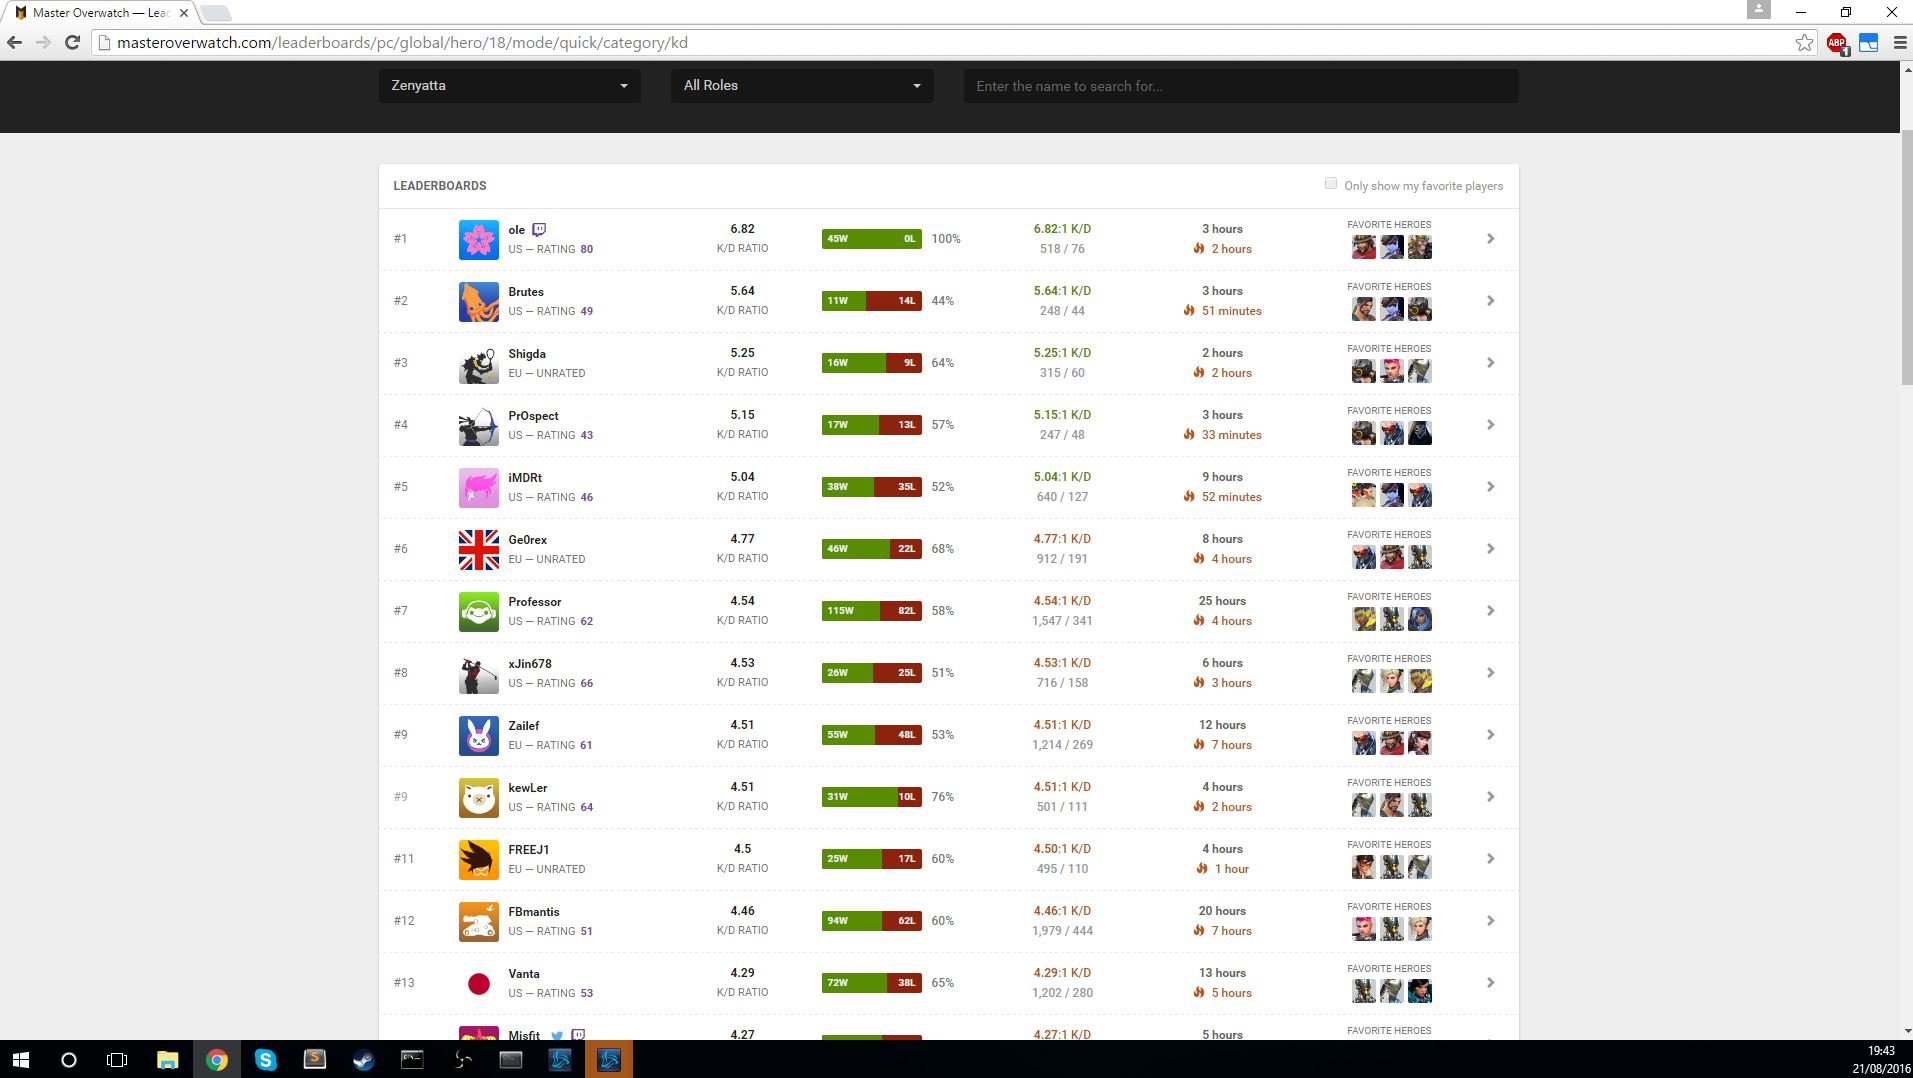 Master Overwatch — Lea
masteroverwatch.com/leaderboards/pc/global/hero/18/mode/quick/category/kd
ABP
1
Zenyatta
All Roles
Enter the name to search for...
LEADERBOARDS
Only show my favorite players
#1
ole
US — RATING 80
6.82
K/D RATIO
45W 0L 100%
6.82:1 K/D
518 / 76
3 hours
2 hours
FAVORITE HEROES
#2
Brutes
US — RATING 49
5.64
K/D RATIO
11W 14L 44%
5.64:1 K/D
248 / 44
3 hours
51 minutes
FAVORITE HEROES
#3
Shigda
EU — UNRATED
5.25
K/D RATIO
16W 9L 64%
5.25:1 K/D
315 / 60
2 hours
2 hours
FAVORITE HEROES
#4
PrOspect
US — RATING 43
5.15
K/D RATIO
17W 13L 57%
5.15:1 K/D
247 / 48
3 hours
33 minutes
FAVORITE HEROES
#5
iMDRt
US — RATING 46
5.04
K/D RATIO
38W 35L 52%
5.04:1 K/D
640 / 127
9 hours
52 minutes
FAVORITE HEROES
#6
Ge0rex
EU — UNRATED
4.77
K/D RATIO
46W 22L 68%
4.77:1 K/D
912 / 191
8 hours
4 hours
FAVORITE HEROES
#7
Professor
US — RATING 62
4.54
K/D RATIO
115W 82L 58%
4.54:1 K/D
1,547 / 341
25 hours
4 hours
FAVORITE HEROES
#8
xJin678
US — RATING 66
4.53
K/D RATIO
26W 25L 51%
4.53:1 K/D
716 / 158
6 hours
3 hours
FAVORITE HEROES
#9
Zailef
EU — RATING 61
4.51
K/D RATIO
55W 48L 53%
4.51:1 K/D
1,214 / 269
12 hours
7 hours
FAVORITE HEROES
#9
kewLer
US — RATING 64
4.51
K/D RATIO
31W 10L 76%
4.51:1 K/D
501 / 111
4 hours
2 hours
FAVORITE HEROES
#11
FREEJ1
EU — UNRATED
4.5
K/D RATIO
25W 17L 60%
4.50:1 K/D
495 / 110
4 hours
1 hour
FAVORITE HEROES
#12
FBmantis
US — RATING 51
4.46
K/D RATIO
94W 62L 60%
4.46:1 K/D
1,979 / 444
20 hours
7 hours
FAVORITE HEROES
#13
Vanta
US — RATING 53
4.29
K/D RATIO
72W 38L 65%
4.29:1 K/D
1,202 / 280
13 hours
5 hours
FAVORITE HEROES
Misfit
4.27
4.27:1 K/D
5 hours
FAVORITE HEROES
19:43
21/08/2016